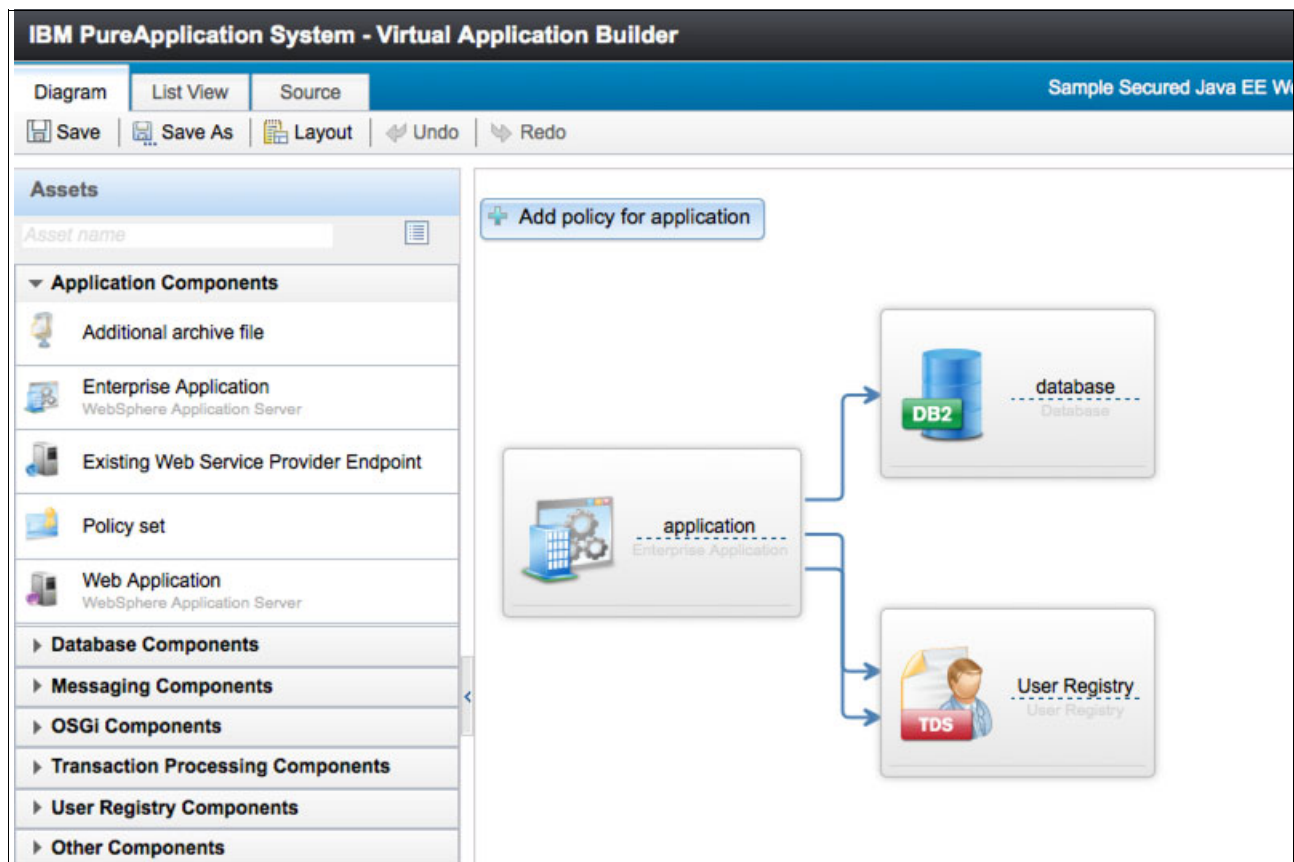 IBM PureApplication System - Virtual Application Builder
Diagram List View Source Sample Secured Java EE We
Save Save As Layout Undo Redo
Assets
Asset name
Add policy for application
Application Components
Additional archive file
Enterprise Application
WebSphere Application Server
Existing Web Service Provider Endpoint
Policy set
Web Application
WebSphere Application Server
Database Components
Messaging Components
OSGi Components
Transaction Processing Components
User Registry Components
Other Components
application
Enterprise Application
DB2
database
Database
TDS
User Registry
User Registry